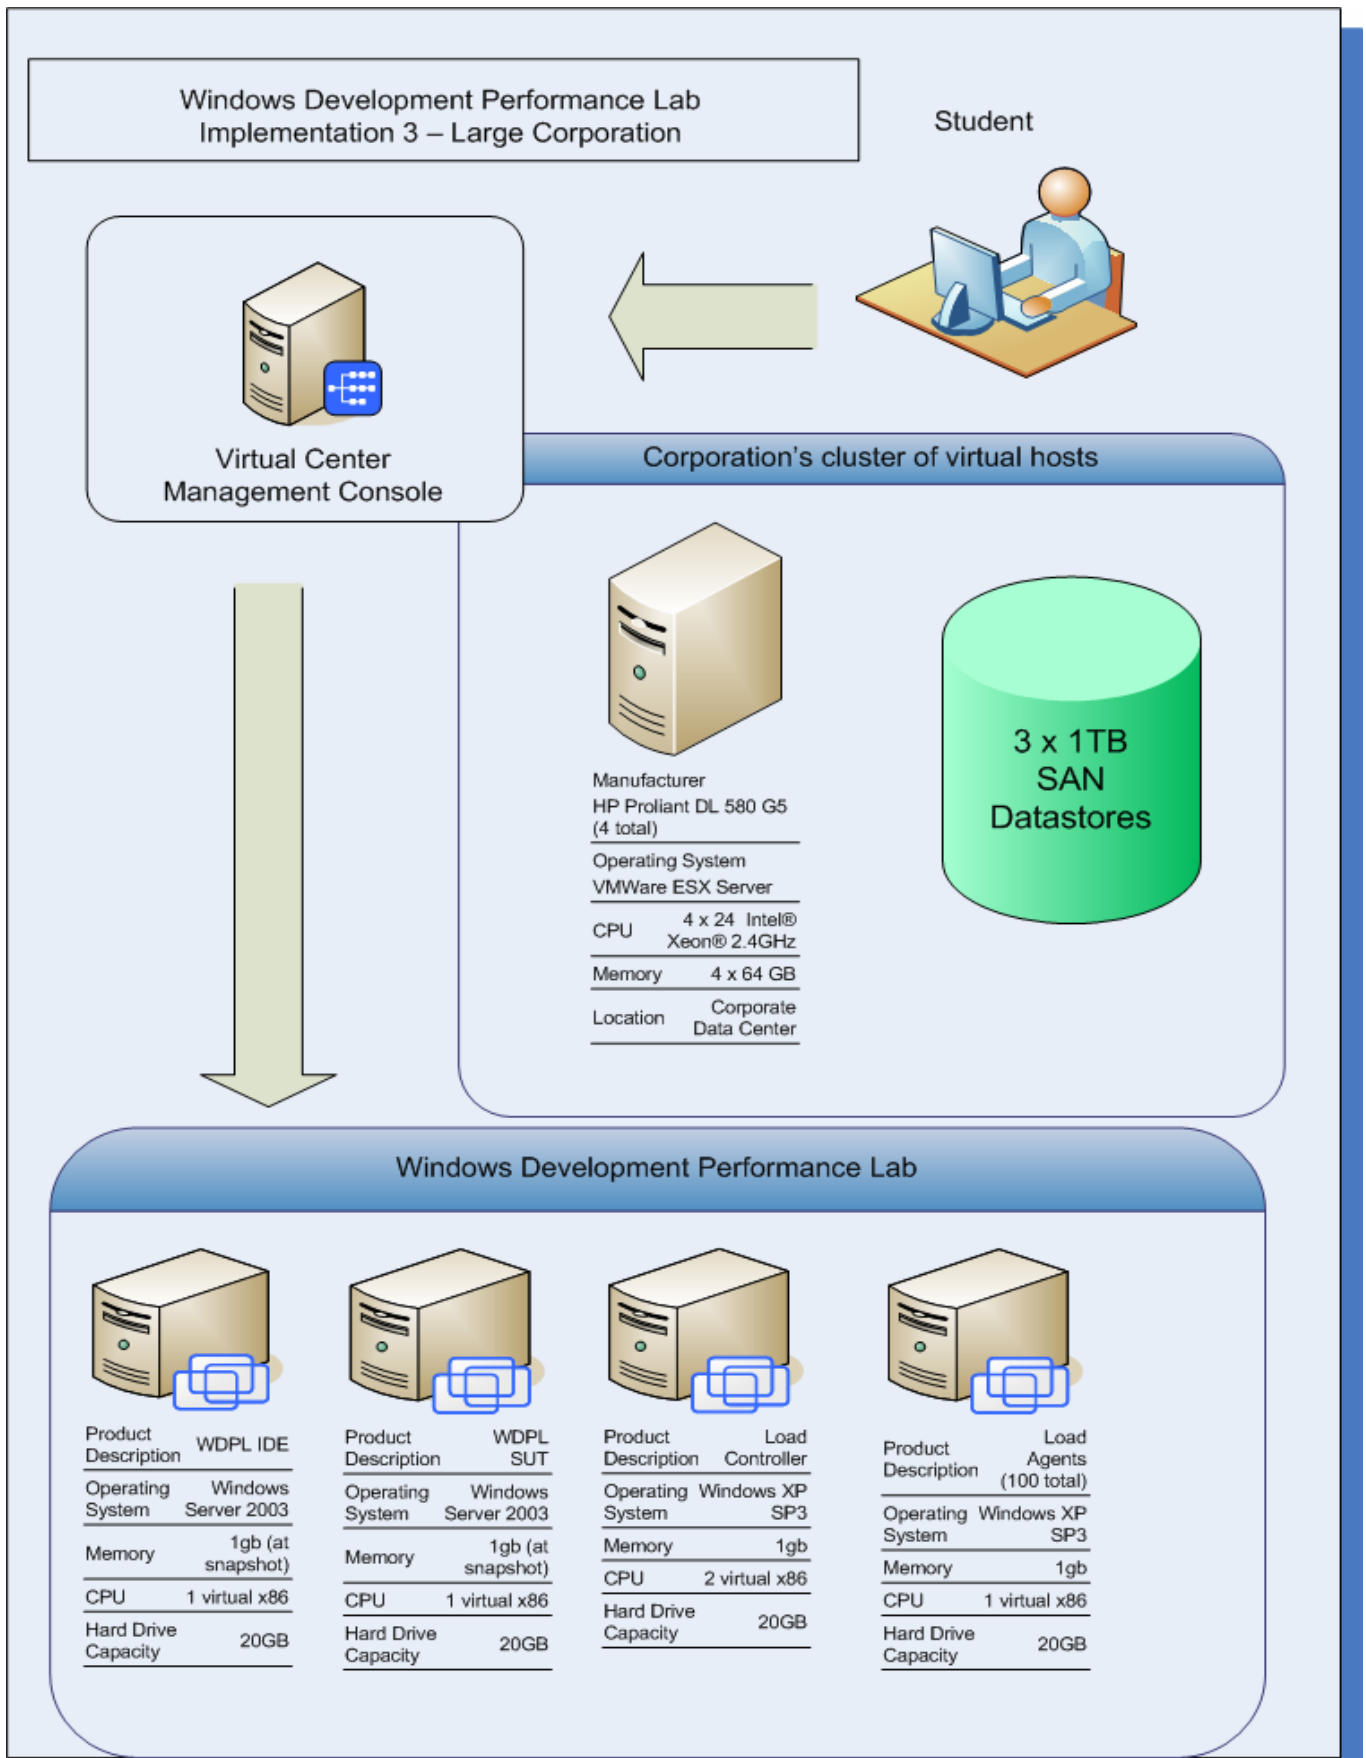 Windows Development Performance Lab
Implementation 3 – Large Corporation
Student
Virtual Center
Management Console
Corporation's cluster of virtual hosts
Manufacturer
HP Proliant DL 580 G5
(4 total)
Operating System
VMWare ESX Server
CPU 4 x 24 Intel®
Xeon® 2.4GHz
Memory 4 x 64 GB
Location Corporate
Data Center
3 x 1TB
SAN
Datastores
Windows Development Performance Lab
Product
Description WDPL IDE
Operating Windows
System Server 2003
Memory 1gb (at
snapshot)
CPU 1 virtual x86
Hard Drive
Capacity 20GB
Product WDPL
Description SUT
Operating Windows
System Server 2003
Memory 1gb (at
snapshot)
CPU 1 virtual x86
Hard Drive
Capacity 20GB
Product Load
Description Controller
Operating Windows XP
System SP3
Memory 1gb
CPU 2 virtual x86
Hard Drive
Capacity 20GB
Product Load
Description Agents
(100 total)
Operating Windows XP
System SP3
Memory 1gb
CPU 1 virtual x86
Hard Drive
Capacity 20GB